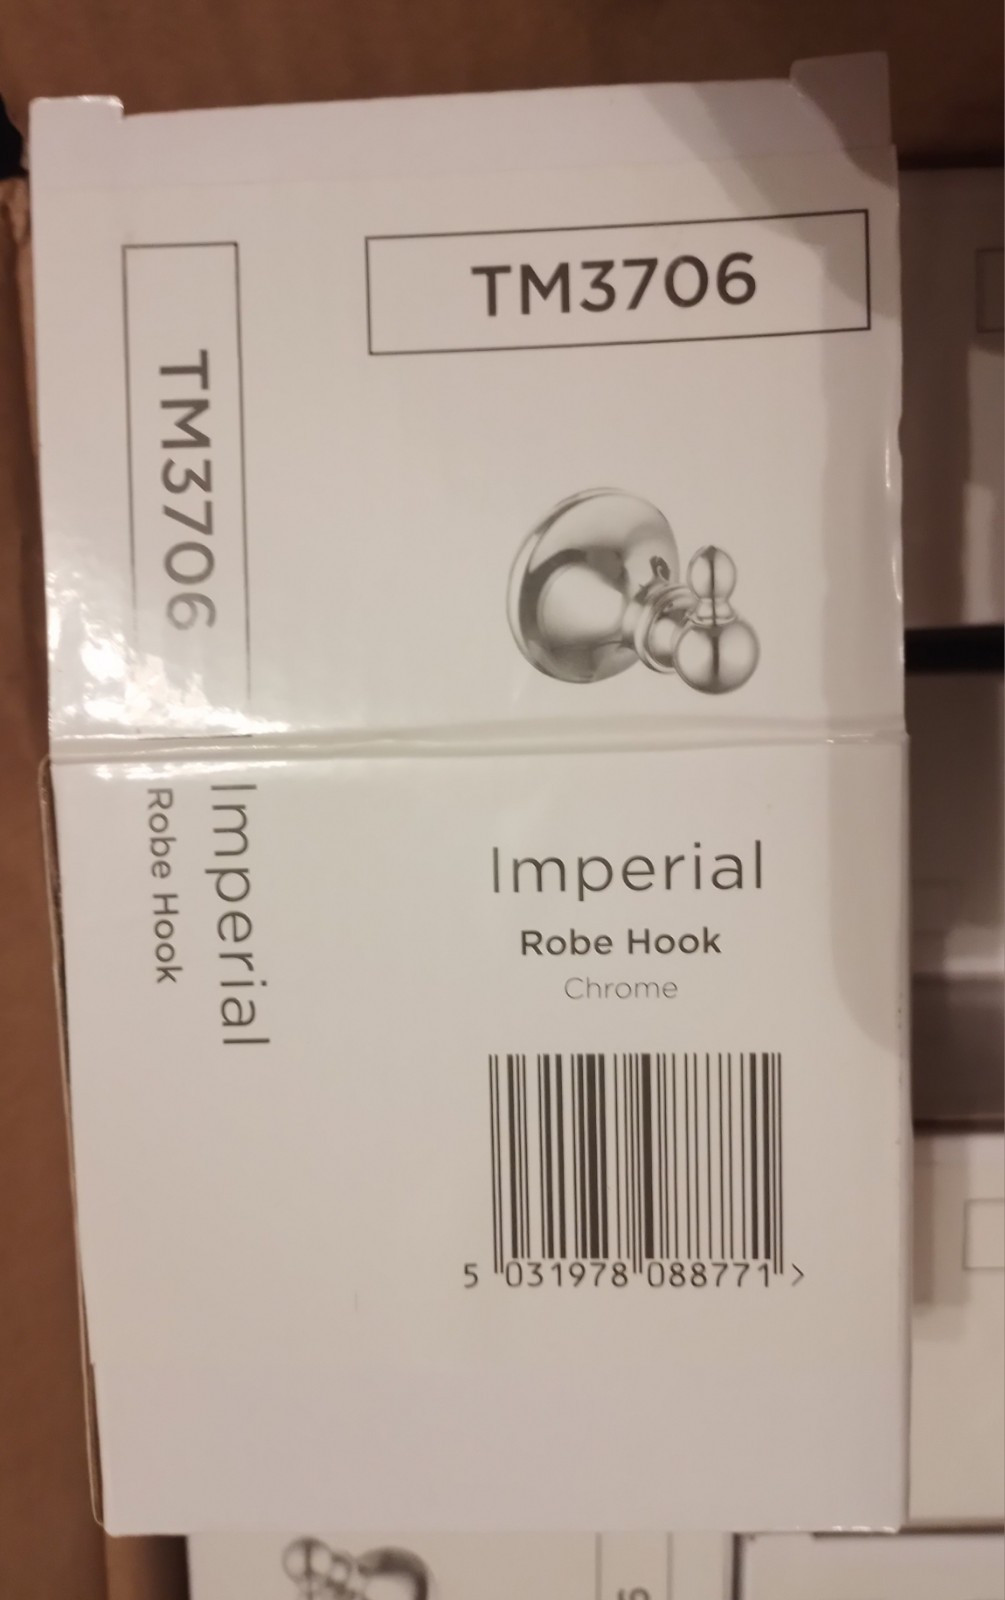 TM3706
TM3706
Imperial
Robe Hook
Imperial
Robe Hook
Chrome
5 031978 088771 >